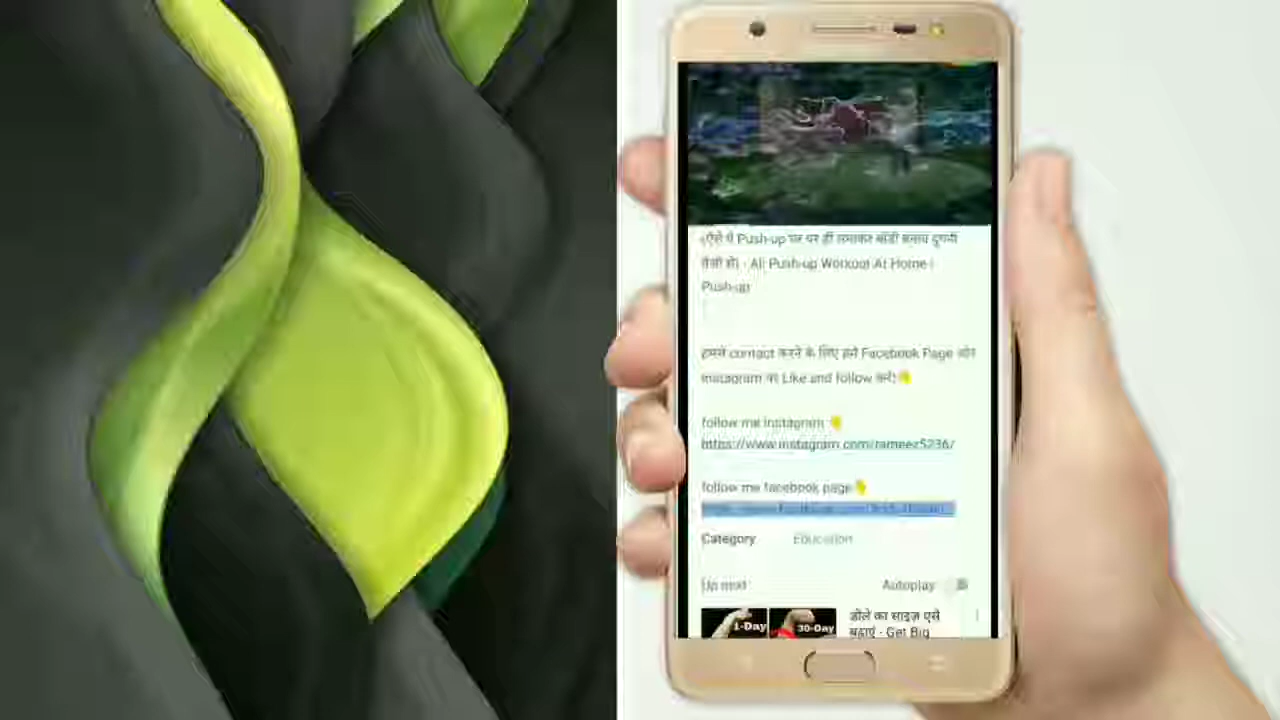 ऐसे ये Push-up घर पर ही लगाकर बॉडी बनाय दुगनी
तेजी से। - All Push-up Workout At Home |
Push-up
हमसे contact करने के लिए हमे Facebook Page और
Instagram पर Like and follow करें👇
follow me Instagram 👇
https://www.instagram.com/rameez5236/
follow me facebook page👇
Category Education
Up next Autoplay
1-Day 30-Day डोले का साइज़ एसे
बढ़ाएं - Get Big